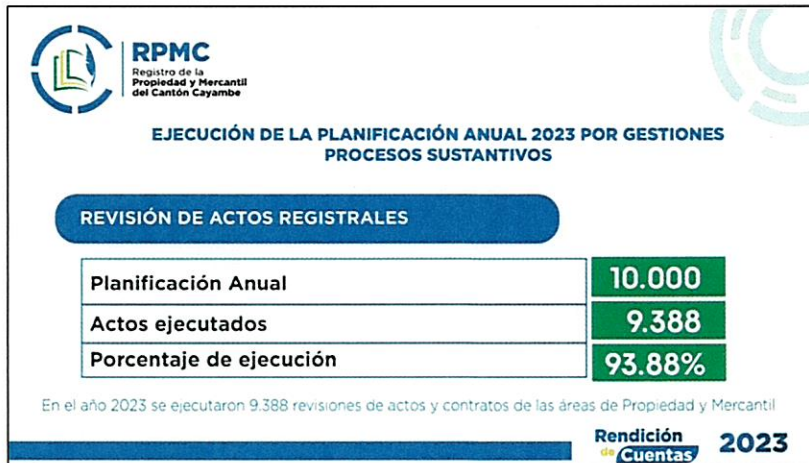 RPMC
Registro de la
Propiedad y Mercantil
del Cantón Cayambe
EJECUCIÓN DE LA PLANIFICACIÓN ANUAL 2023 POR GESTIONES
PROCESOS SUSTANTIVOS
REVISIÓN DE ACTOS REGISTRALES
Planificación Anual 10.000
Actos ejecutados 9.388
Porcentaje de ejecución 93.88%
En el año 2023 se ejecutaron 9.388 revisiones de actos y contratos de las áreas de Propiedad y Mercantil
Rendición
de Cuentas 2023